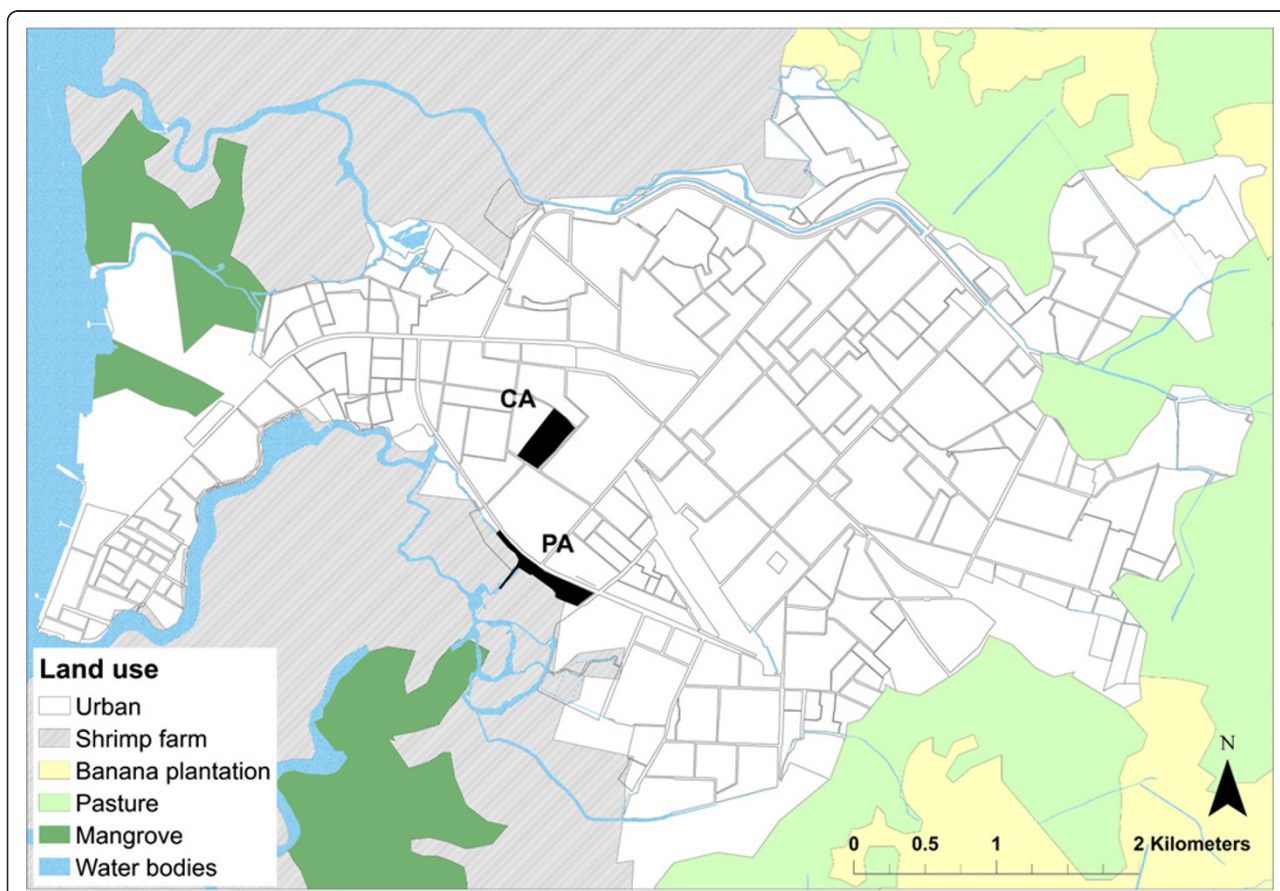 CA
PA
Land use
Urban
Shrimp farm
Banana plantation
Pasture
Mangrove
Water bodies
N
0 0.5 1 2 Kilometers